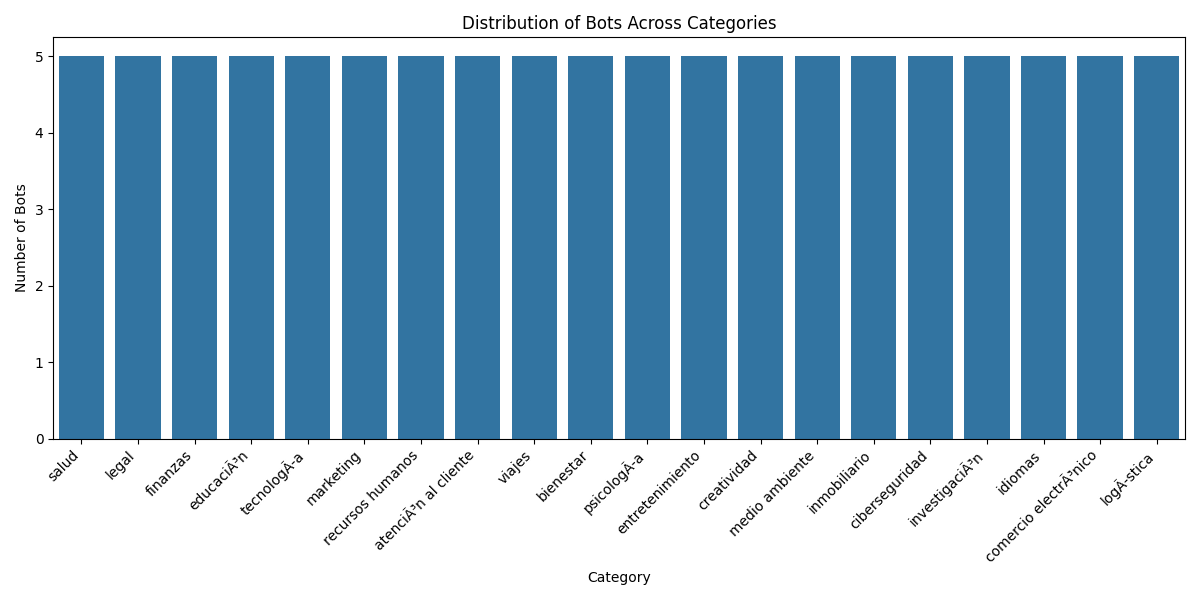 Distribution of Bots Across Categories
Number of Bots
5
4
3
2
1
0
salud
legal
finanzas
educaciÃ³n
tecnologÃ-a
marketing
recursos humanos
atenciÃ³n al cliente
viajes
bienestar
psicologÃ-a
entretenimiento
creatividad
medio ambiente
inmobiliario
ciberseguridad
investigaciÃ³n
idiomas
comercio electrÃ³nico
logÃ-stica
Category